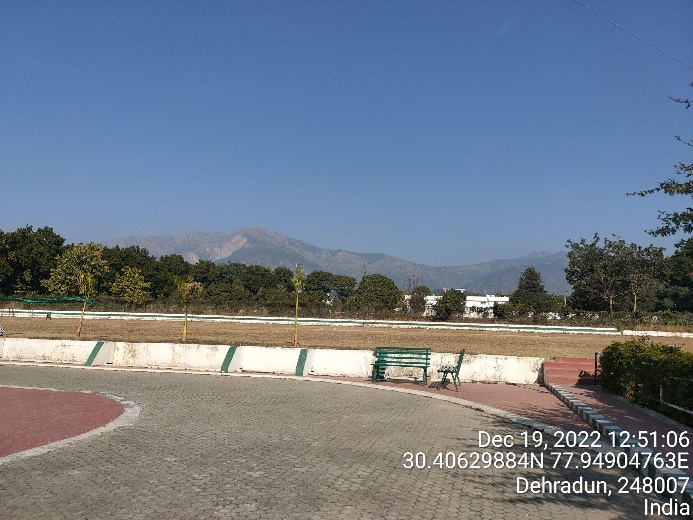 Dec 19, 2022 12:51:06
30.40629884N 77.94904763E
Dehradun, 248007
India